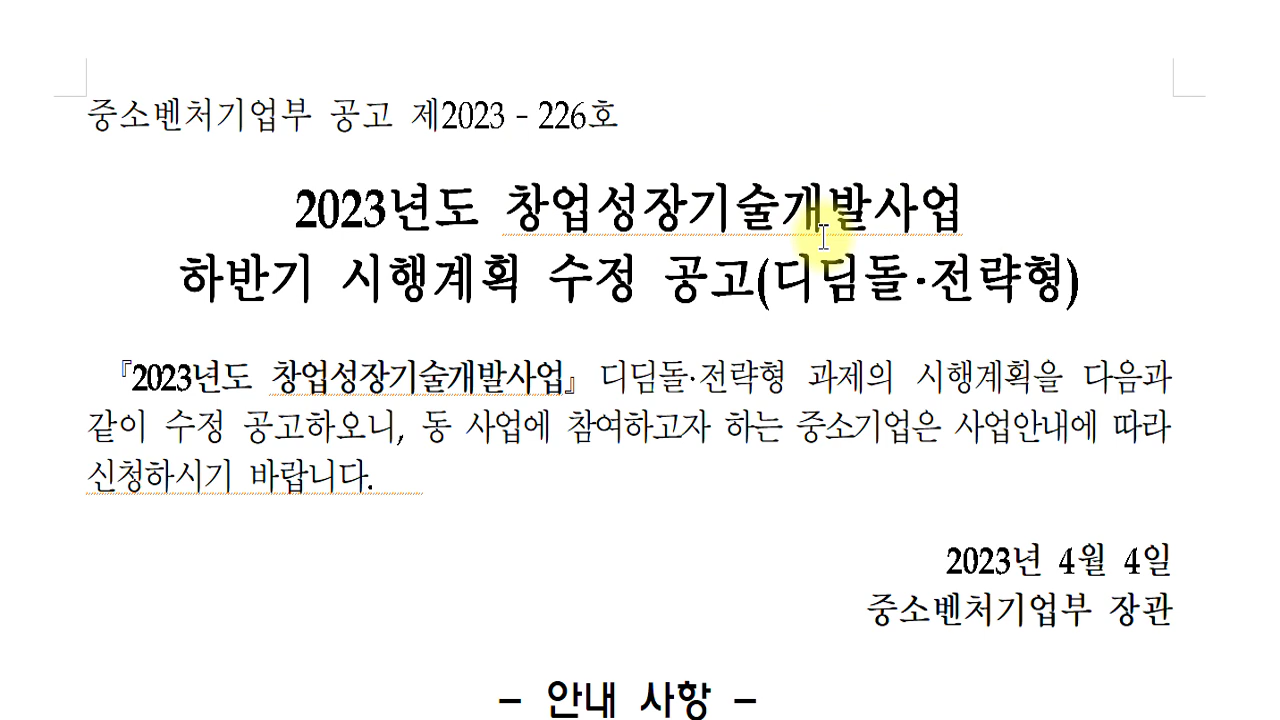 중소벤처기업부 공고 제2023 - 226호
2023년도 창업성장기술개발사업
하반기 시행계획 수정 공고(디딤돌·전략형)
『2023년도 창업성장기술개발사업』 디딤돌·전략형 과제의 시행계획을 다음과
같이 수정 공고하오니, 동 사업에 참여하고자 하는 중소기업은 사업안내에 따라
신청하시기 바랍니다.
2023년 4월 4일
중소벤처기업부 장관
- 안내 사항 -